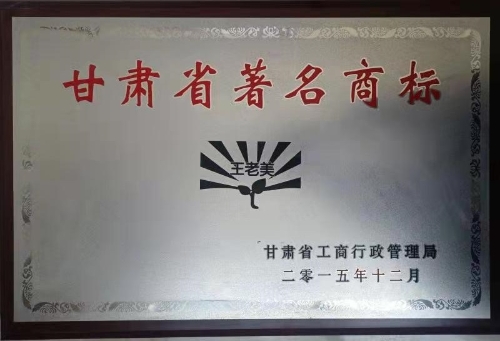 甘肃省著名商标
王老美
甘肃省工商行政管理局
二零一五年十二月